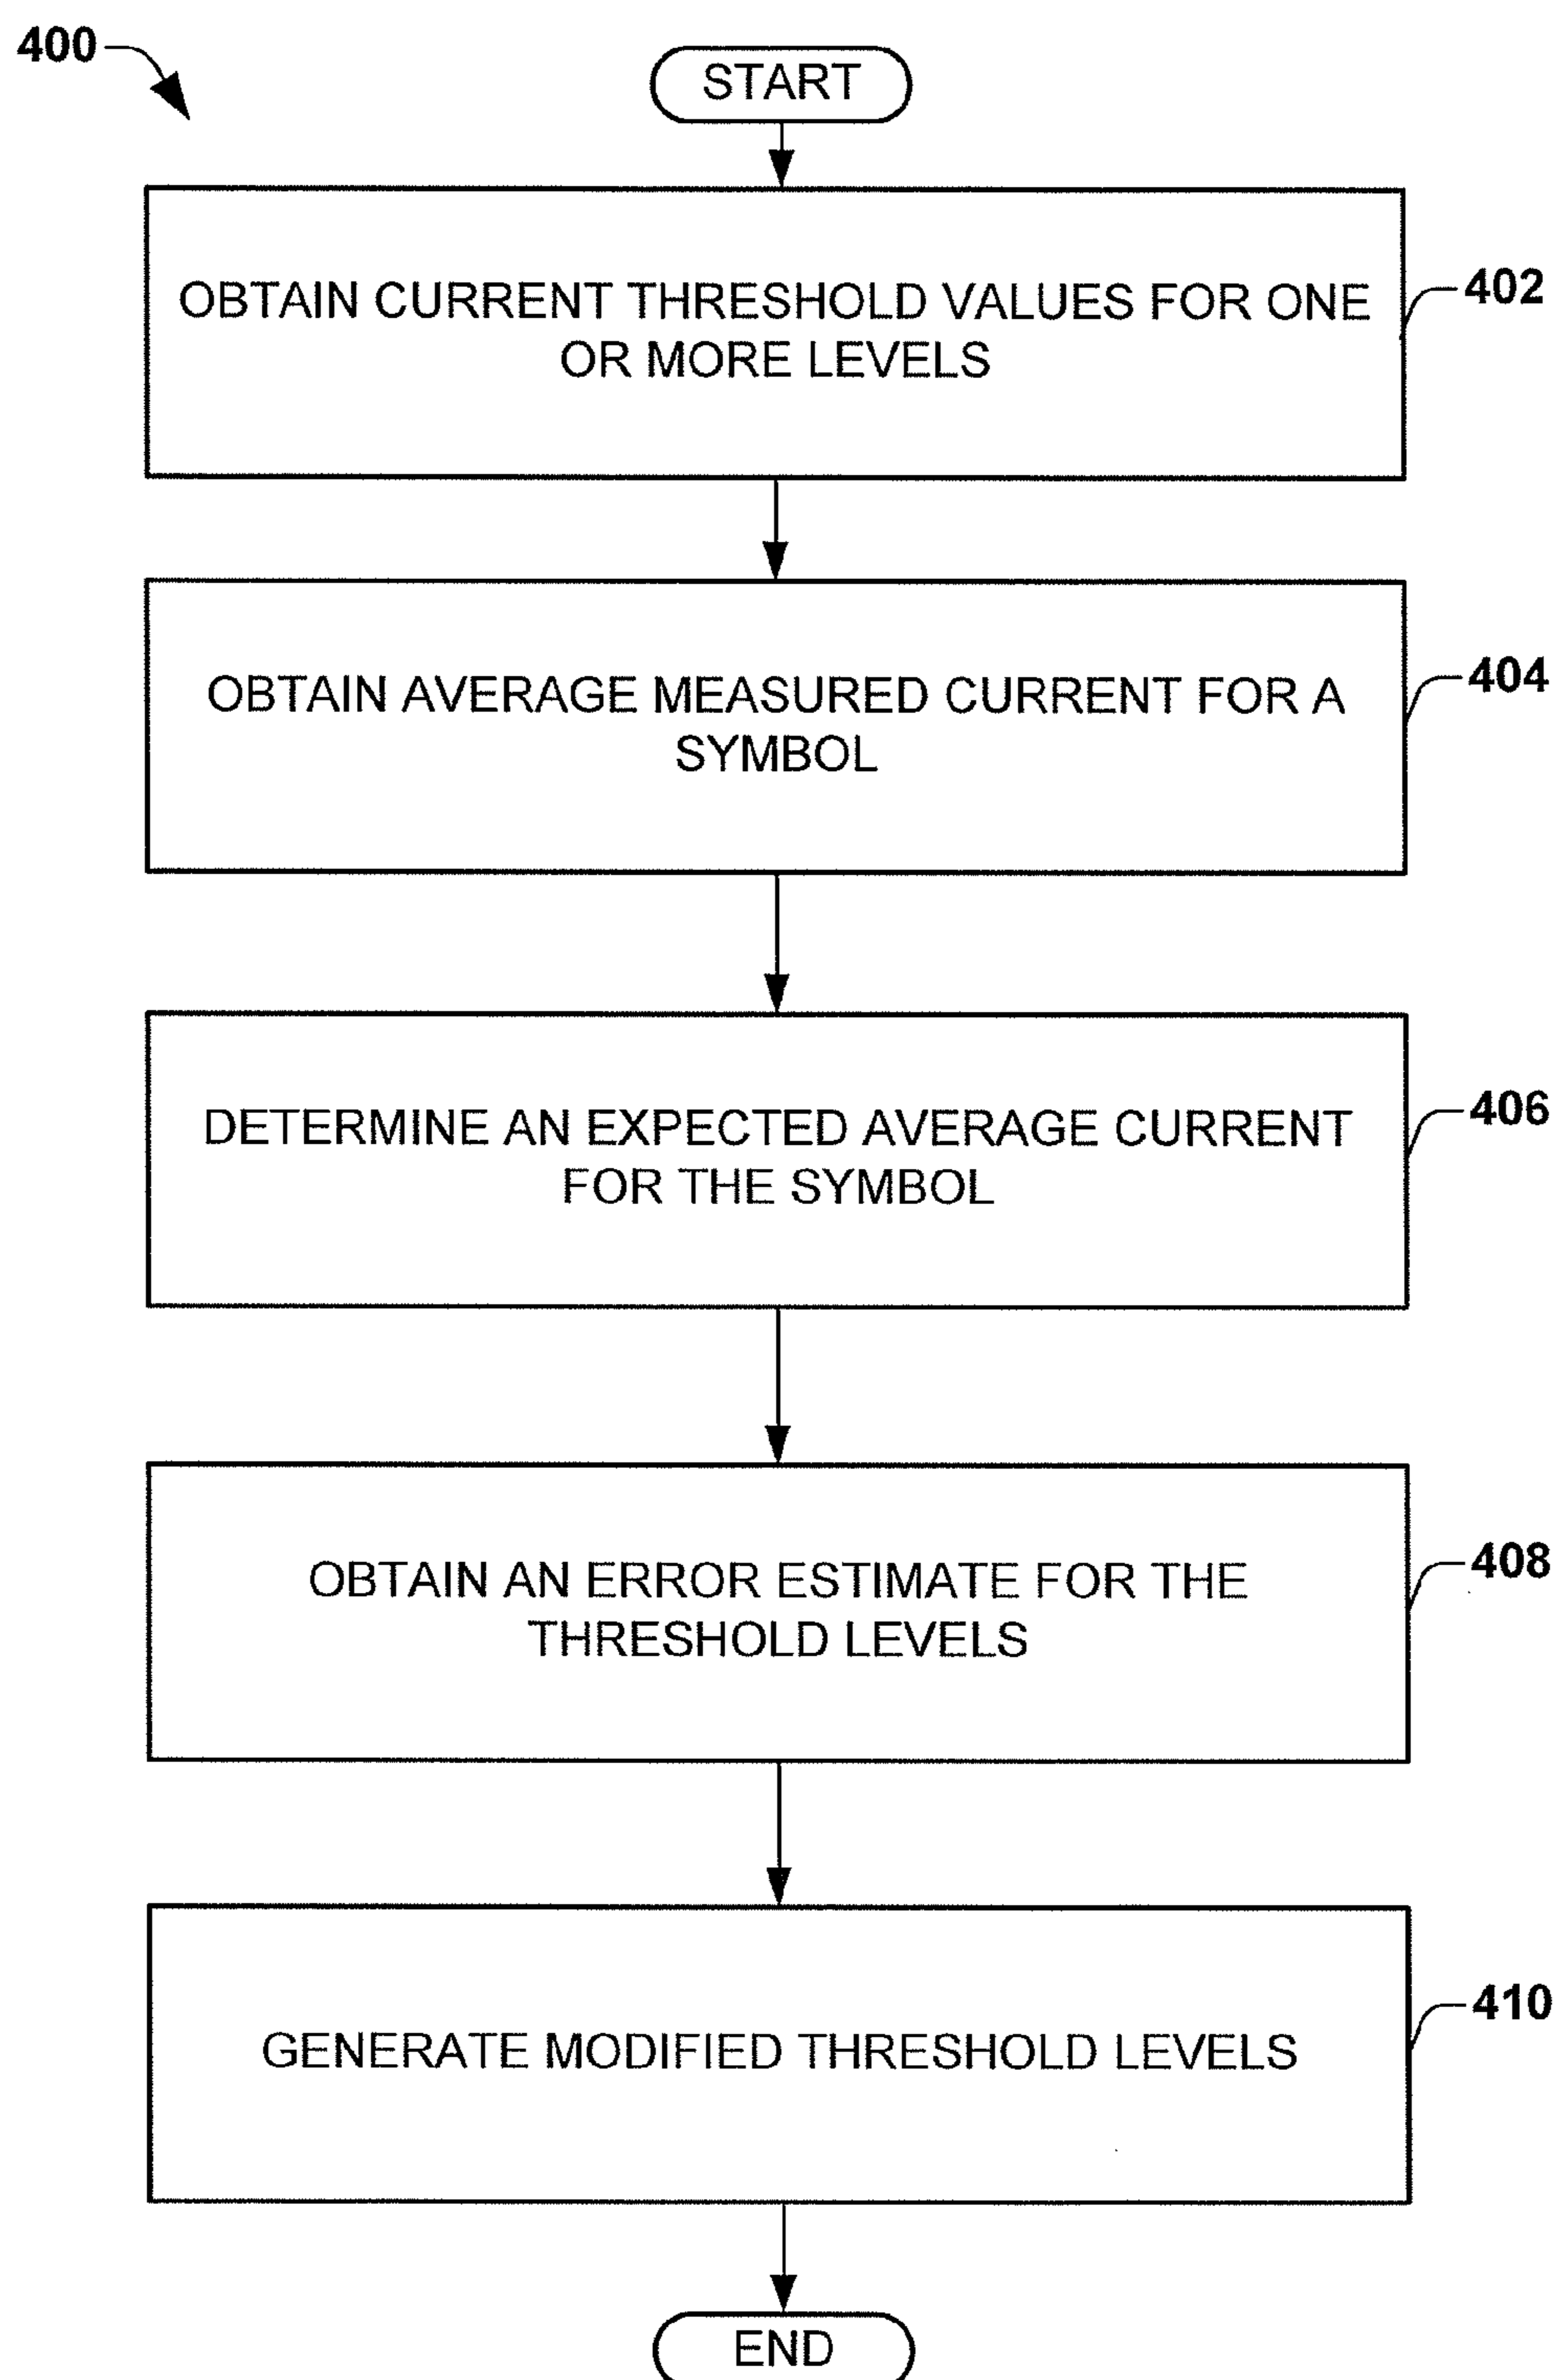 400
START
OBTAIN CURRENT THRESHOLD VALUES FOR ONE
OR MORE LEVELS
402
OBTAIN AVERAGE MEASURED CURRENT FOR A
SYMBOL
404
DETERMINE AN EXPECTED AVERAGE CURRENT
FOR THE SYMBOL
406
OBTAIN AN ERROR ESTIMATE FOR THE
THRESHOLD LEVELS
408
GENERATE MODIFIED THRESHOLD LEVELS
410
END